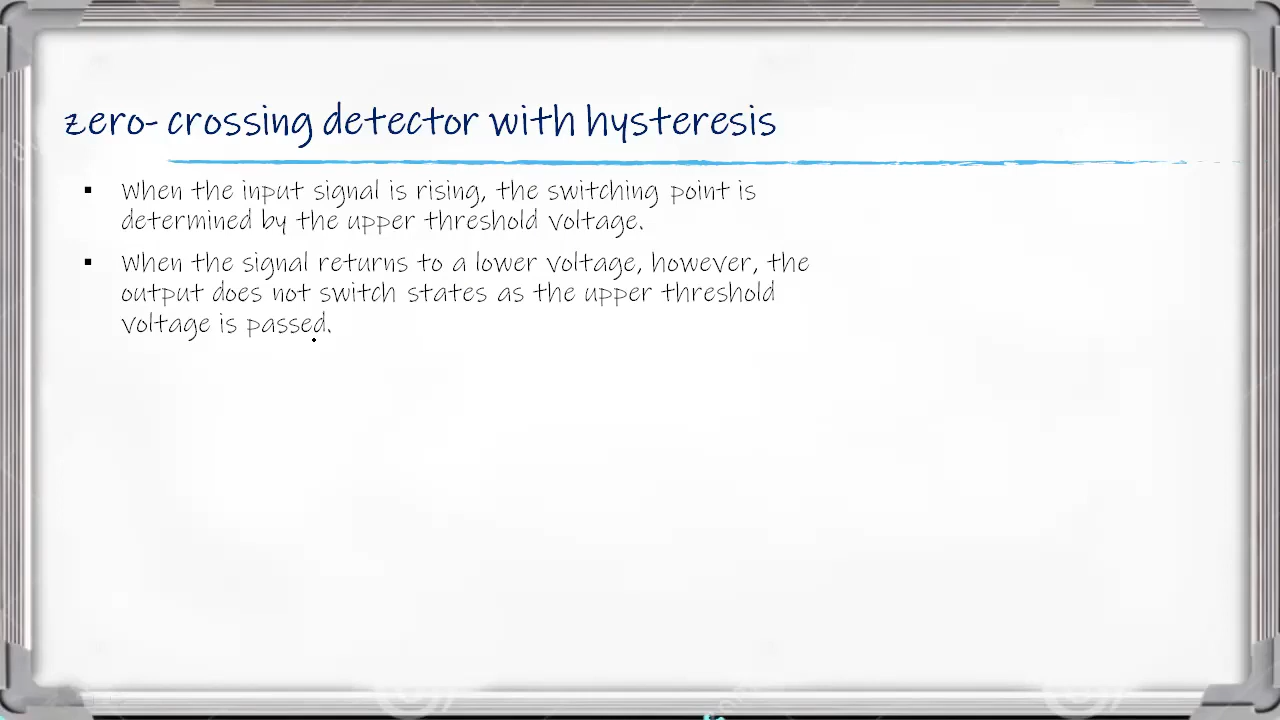 zero- crossing detector with hysteresis
▪ When the input signal is rising, the switching point is
determined by the upper threshold voltage.
▪ When the signal returns to a lower voltage, however, the
output does not switch states as the upper threshold
voltage is passed.